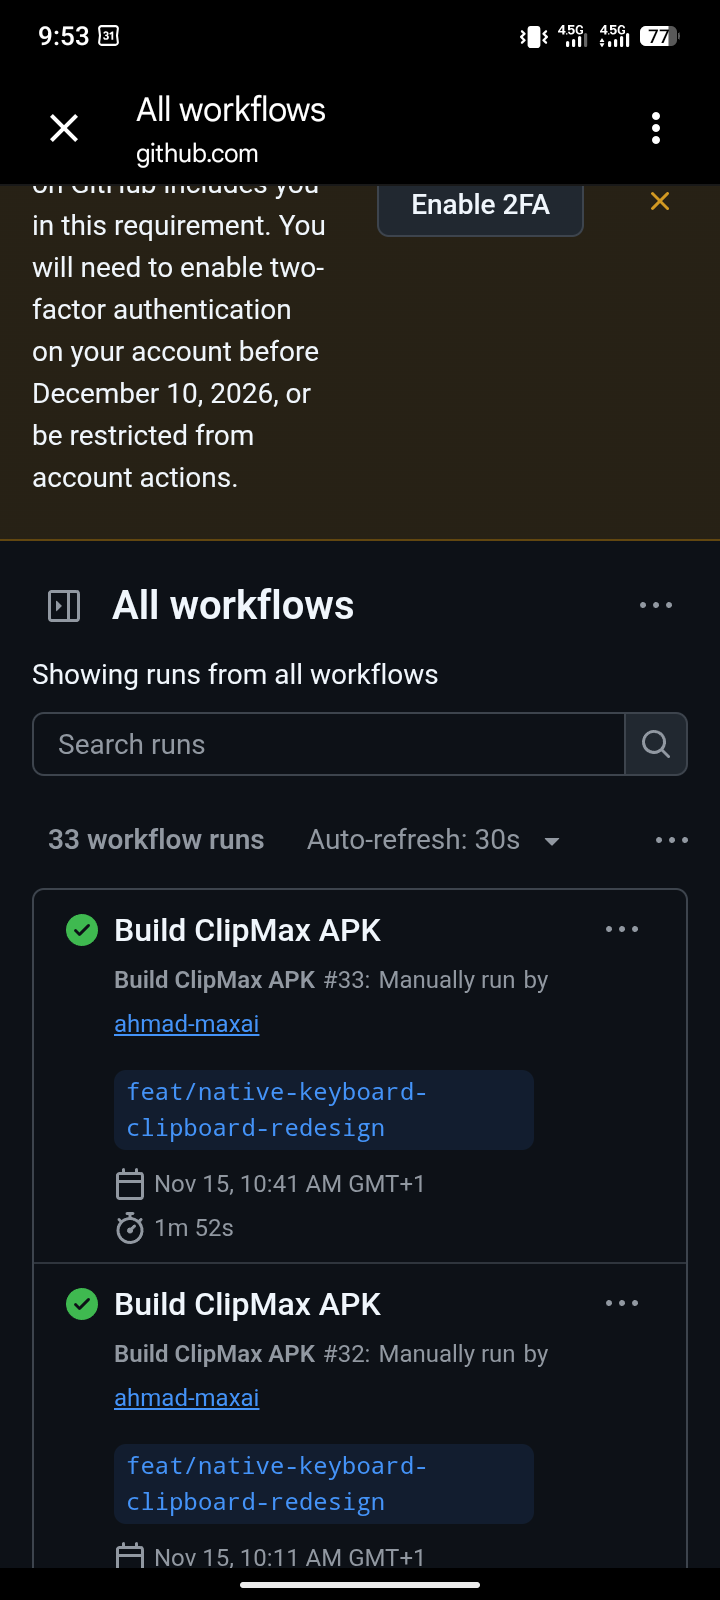 9:53
31
4.5G
4.5G
77
All workflows
github.com
on GitHub includes you
in this requirement. You
will need to enable two-
factor authentication
on your account before
December 10, 2026, or
be restricted from
account actions.
Enable 2FA
All workflows
Showing runs from all workflows
Search runs
33 workflow runs
Auto-refresh: 30s
Build ClipMax APK
Build ClipMax APK #33: Manually run by
ahmad-maxai
feat/native-keyboard-
clipboard-redesign
Nov 15, 10:41 AM GMT+1
1m 52s
Build ClipMax APK
Build ClipMax APK #32: Manually run by
ahmad-maxai
feat/native-keyboard-
clipboard-redesign
Nov 15, 10:11 AM GMT+1